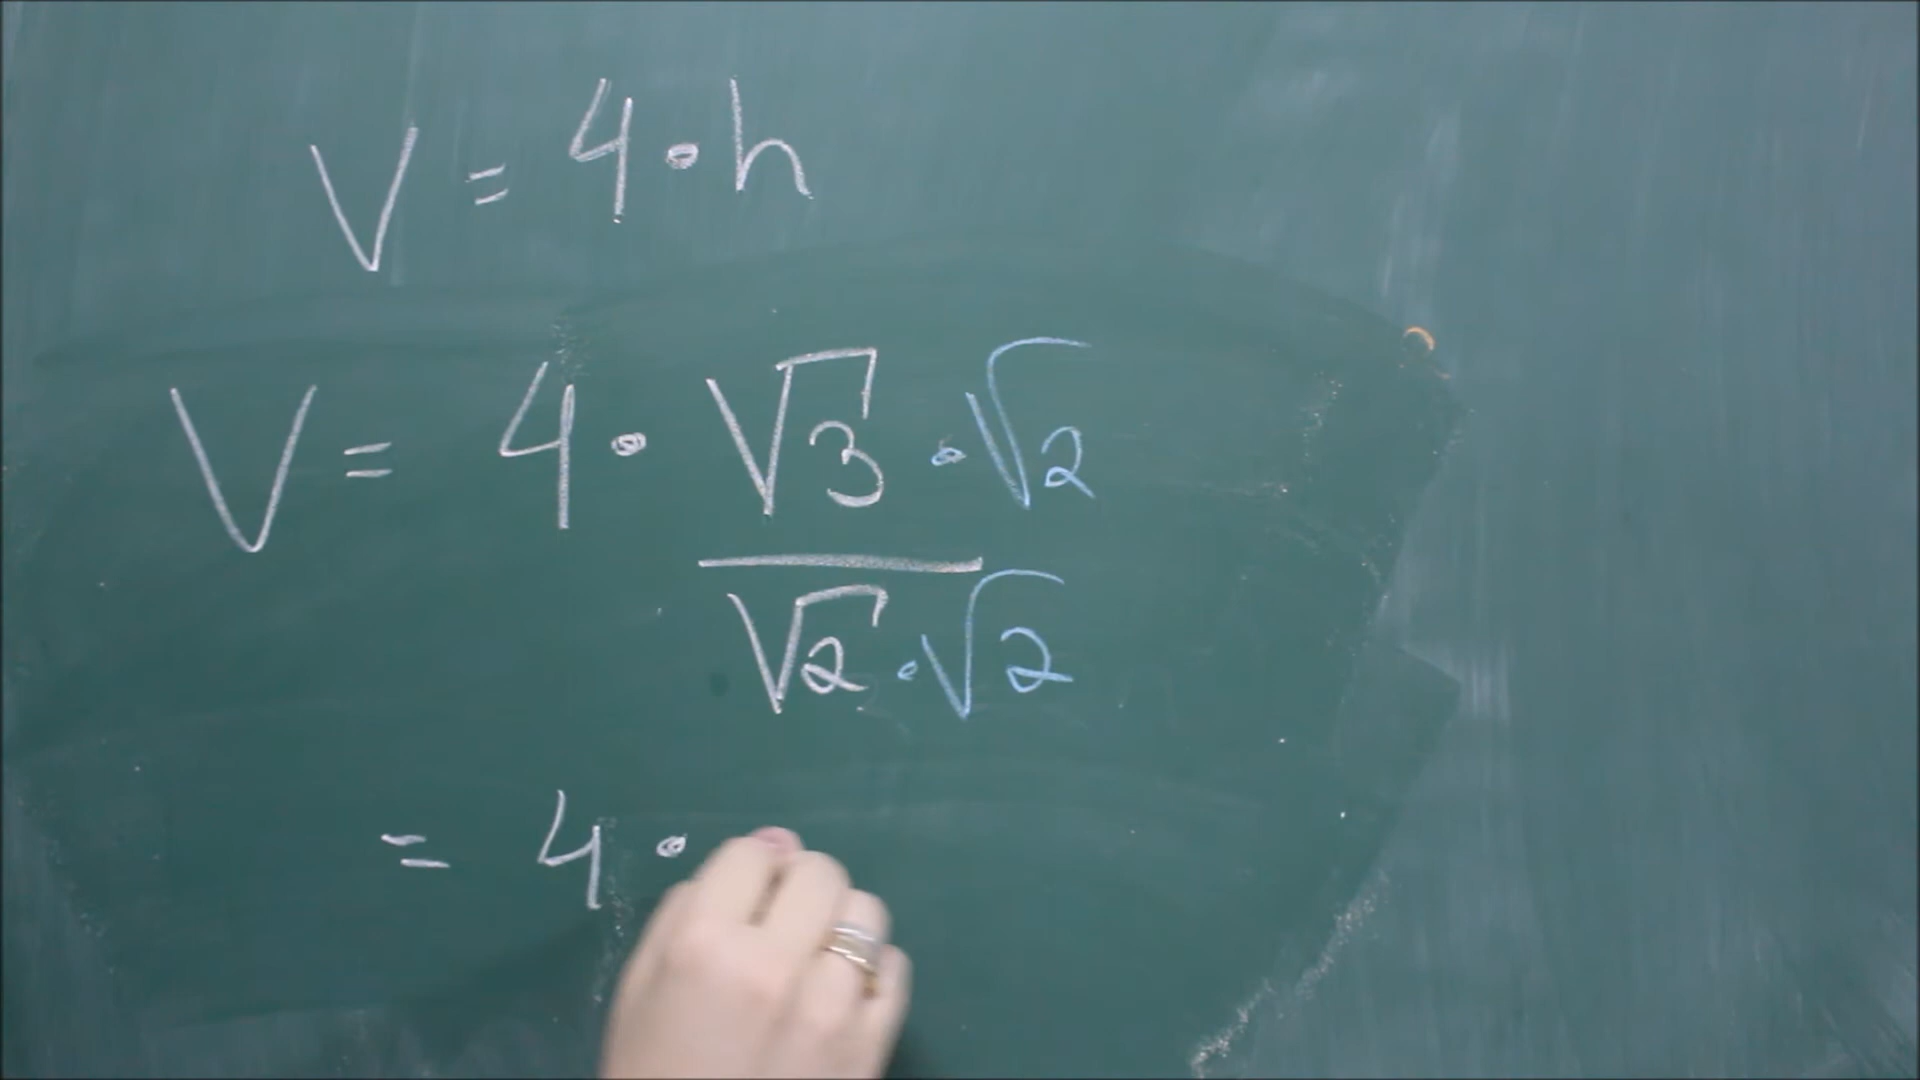 V = 4 • h
V = 4 • √3 • √2
√2 • √2
= 4 •